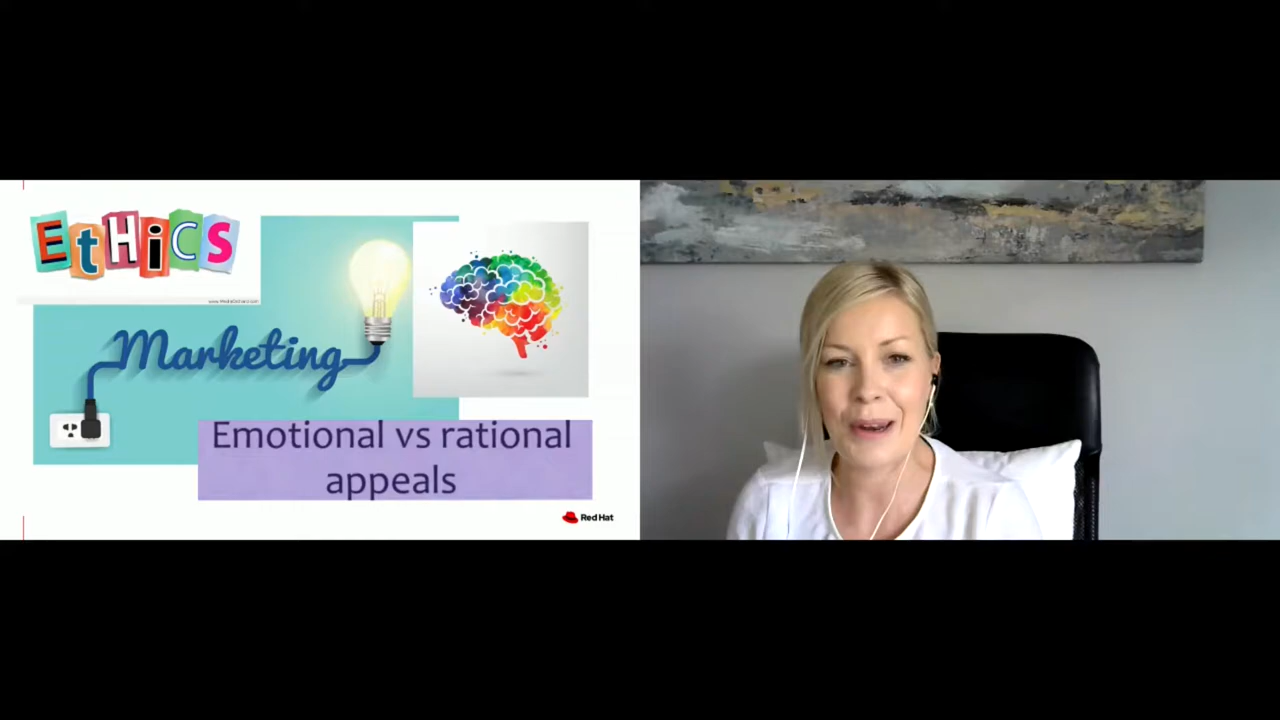 EtHiCS
Marketing
Emotional vs rational
appeals
Red Hat